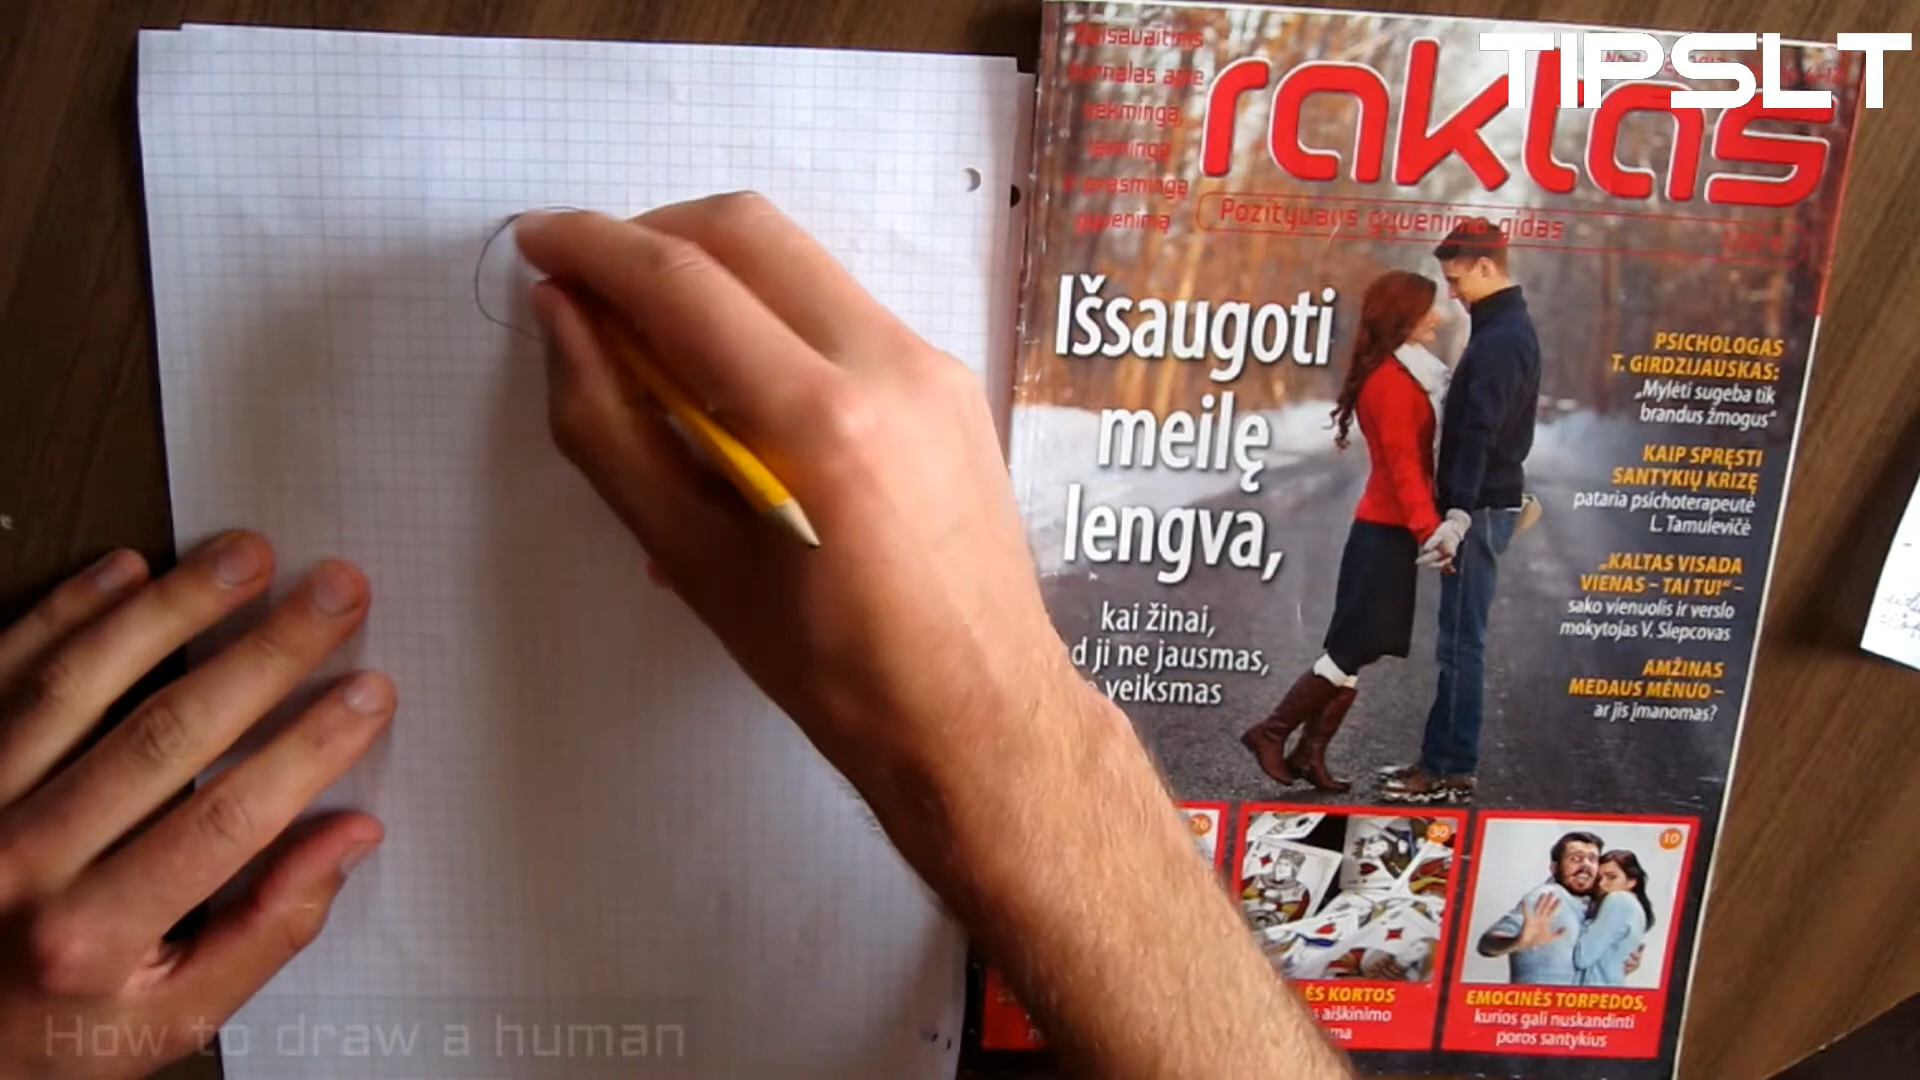 TIPSLT
raktas
Pozityvaus gyvenimo gidas
gyvenimą
Išsaugoti
meilę
lengva,
kai žinai,
d ji ne jausmas,
veiksmas
PSICHOLOGAS
T. GIRDZIJAUSKAS:
„Mylėti sugeba tik
brandus žmogus“
KAIP SPRĘSTI
SANTYKIŲ KRIZĘ
pataria psichoterapeutė
L. Tamulevičė
„KALTAS VISADA
VIENAS – TAI TU!“ –
sako vienuolis ir verslo
mokytojas V. Slepcovas
AMŽINAS
MEDAUS MĖNUO –
ar jis įmanomas?
30
10
ĖS KORTOS
aiškinimo
ma
EMOCINĖS TORPEDOS,
kurios gali nuskandinti
poros santykius
How to draw a human